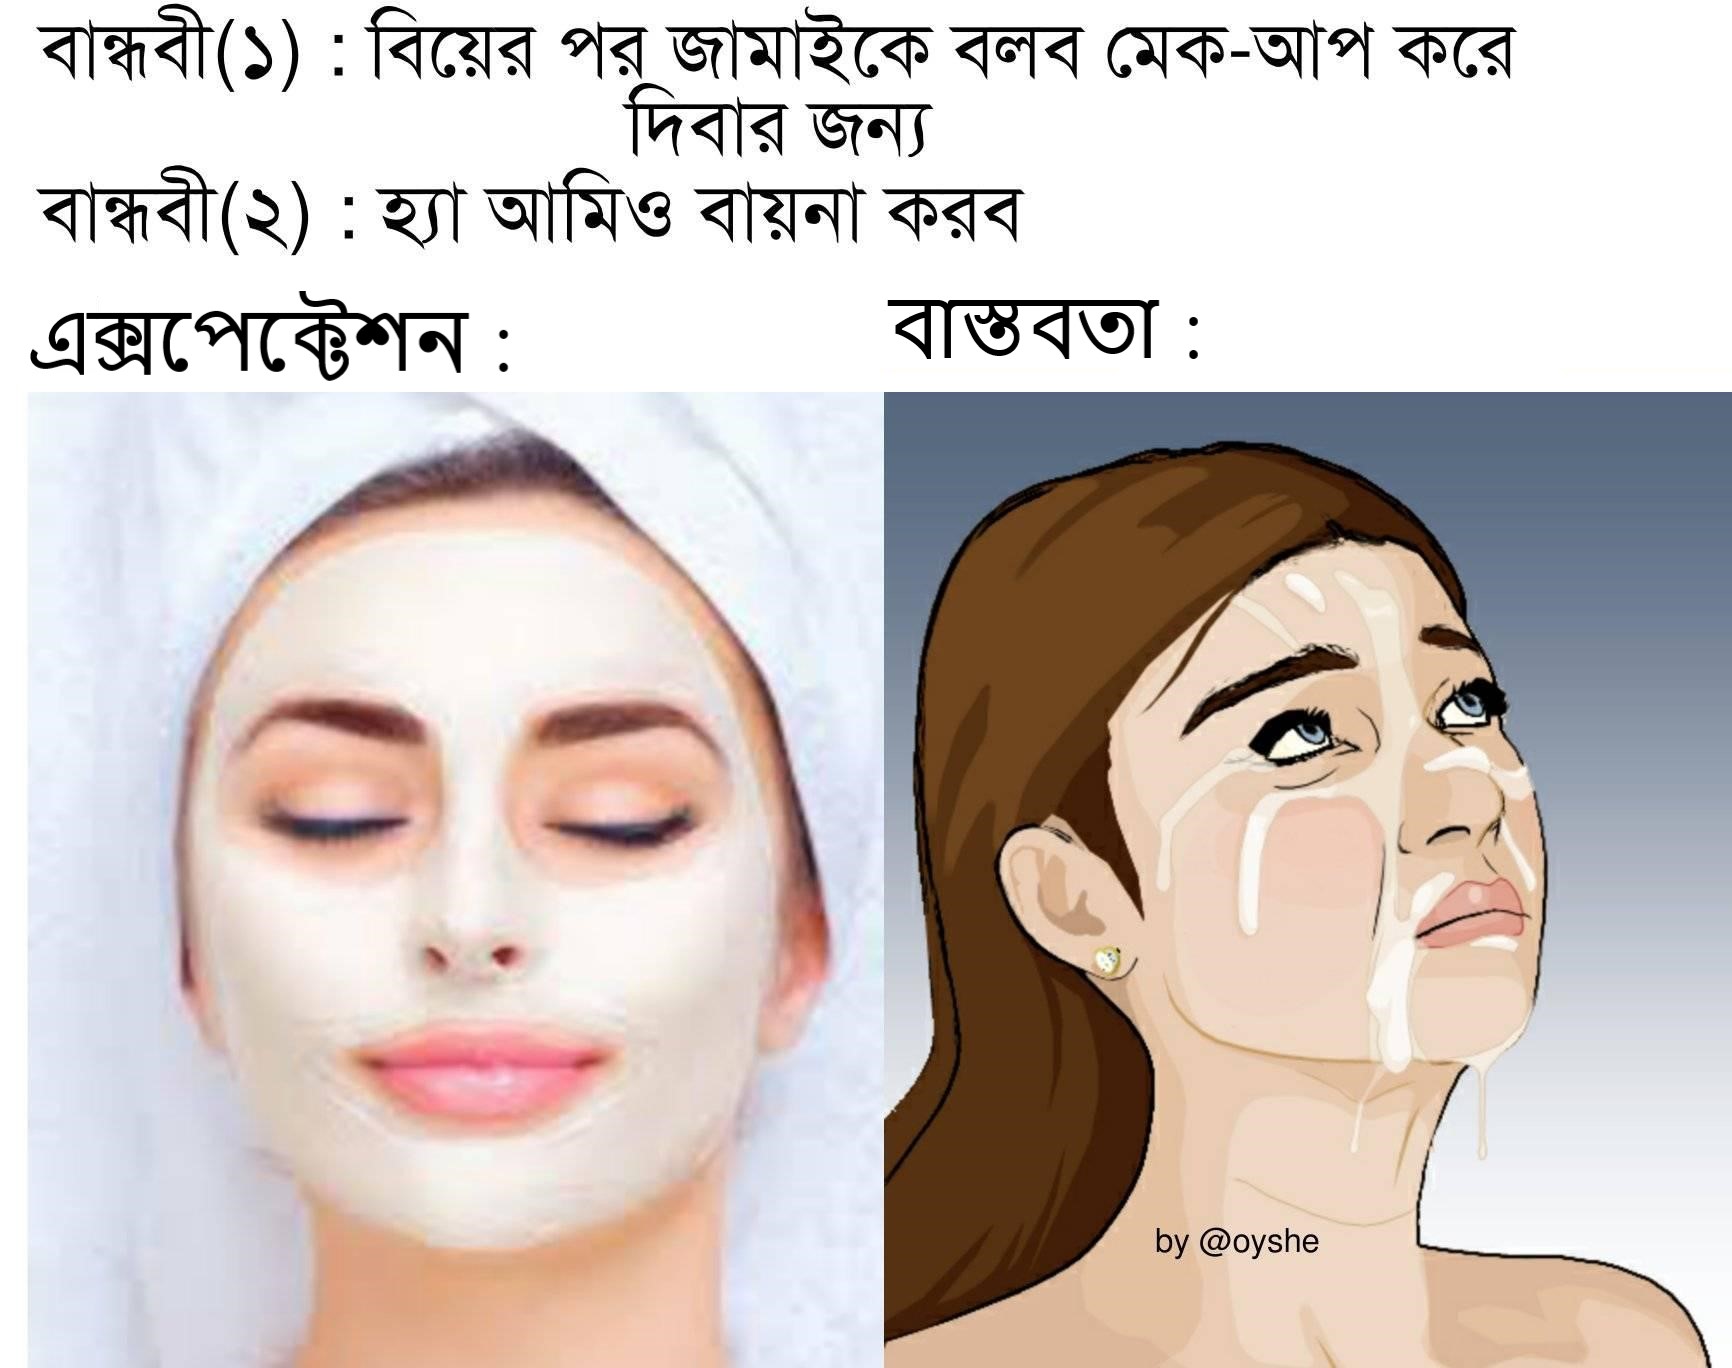 বান্ধবী(১) : বিয়ের পর জামাইকে বলব মেক-আপ করে
দিবার জন্য
বান্ধবী(২) : হ্যা আমিও বায়না করব
এক্সপেক্টেশন :
বাস্তবতা :
by @oyshe